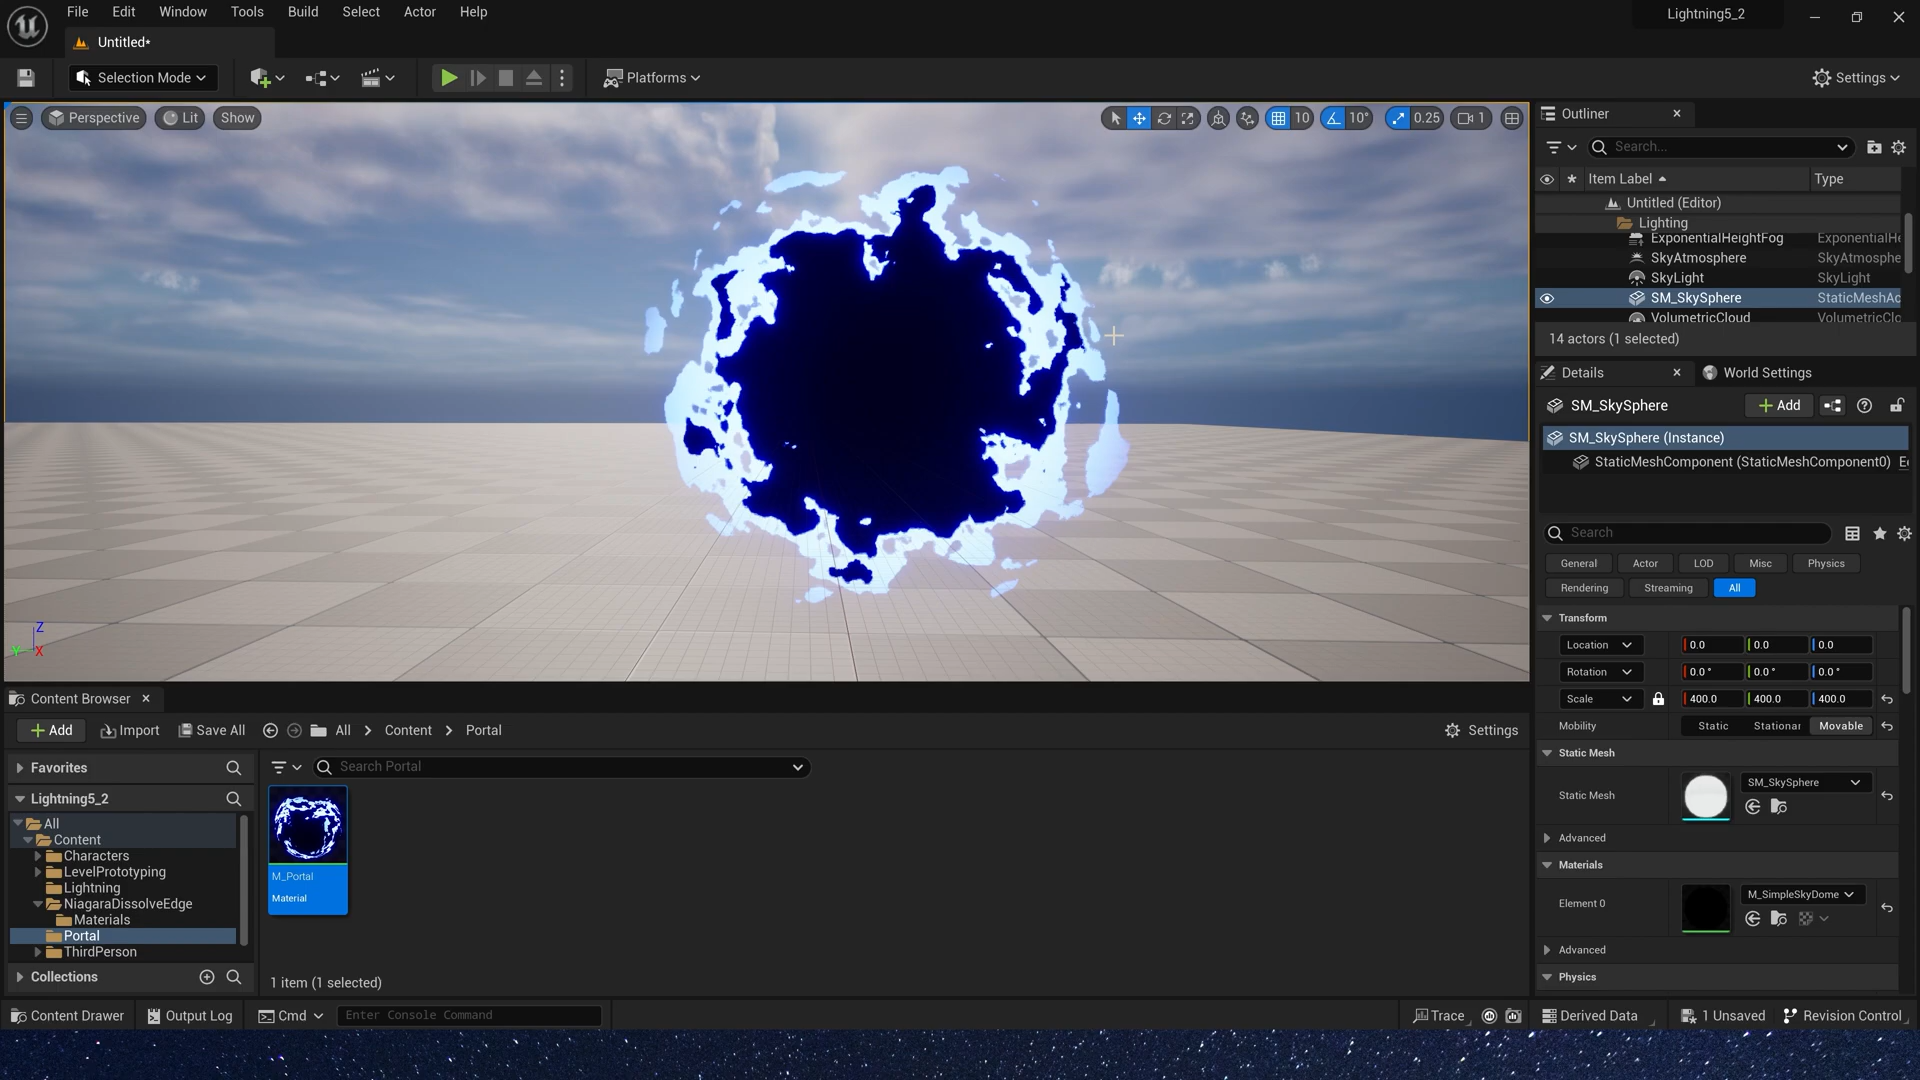 File Edit Window Tools Build Select Actor Help
Lightning5_2
Untitled*
Selection Mode
Platforms
Settings
Perspective
Lit
Show
10
10°
0.25
1
Z
Y
X
Outliner
Search...
Item Label
Type
Untitled (Editor)
Lighting
ExponentialHeightFog ExponentialHe
SkyAtmosphere SkyAtmosphe
SkyLight SkyLight
SM_SkySphere StaticMeshAc
VolumetricCloud VolumetricClo
14 actors (1 selected)
Details
World Settings
SM_SkySphere
Add
SM_SkySphere (Instance)
StaticMeshComponent (StaticMeshComponent0)
Search
General Actor LOD Misc Physics
Rendering Streaming All
Transform
Location 0.0 0.0 0.0
Rotation 0.0° 0.0° 0.0°
Scale 400.0 400.0 400.0
Mobility Static Stationar Movable
Static Mesh
Static Mesh SM_SkySphere
Advanced
Materials
Element 0 M_SimpleSkyDome
Advanced
Physics
Content Browser
Add Import Save All All Content Portal
Settings
Favorites
Search Portal
Lightning5_2
All
Content
Characters
LevelPrototyping
Lightning
NiagaraDissolveEdge
Materials
Portal
ThirdPerson
Collections
M_Portal
Material
1 item (1 selected)
Content Drawer Output Log Cmd Enter Console Command Trace Derived Data 1 Unsaved Revision Control